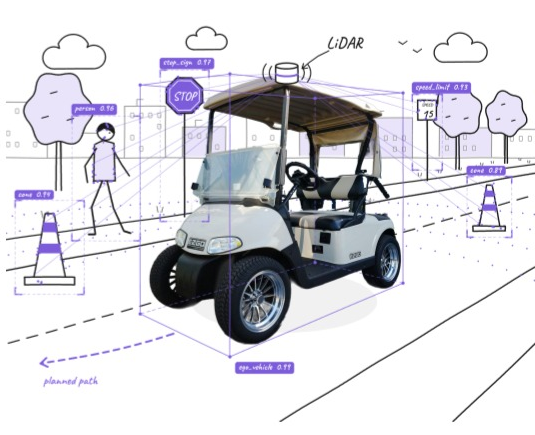 LiDAR
stop_sign 0.97
STOP
speed_limit 0.93
SPEED
15
person 0.96
cone 0.89
cone 0.94
EZGO
ego_vehicle 0.99
planned path